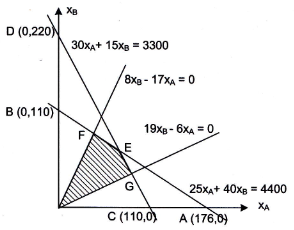 x_B
D (0,220)
30x_A + 15x_B = 3300
8x_B - 17x_A = 0
B (0,110)
19x_B - 6x_A = 0
F
E
G
25x_A + 40x_B = 4400
C (110,0)
A (176,0)
x_A